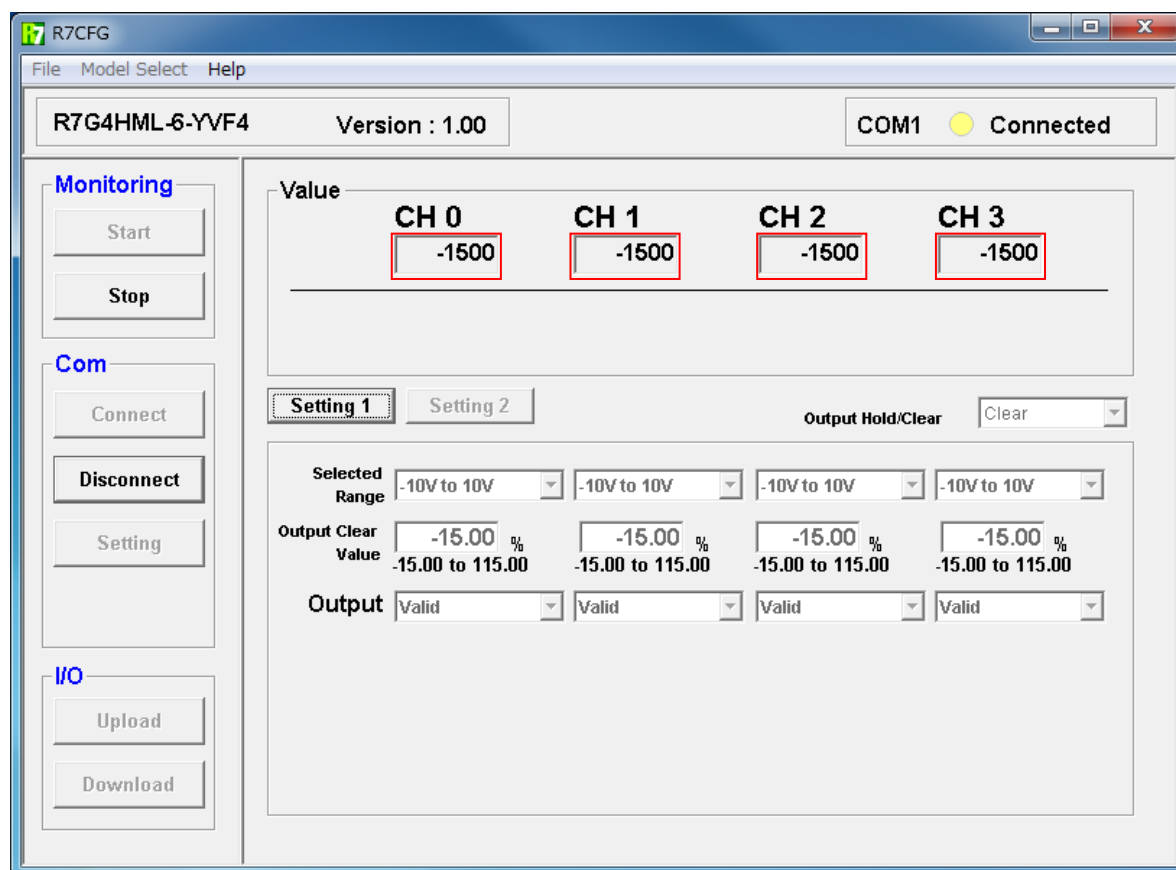 R7 R7CFG
File Model Select Help
R7G4HML-6-YVF4 Version : 1.00 COM1 Connected
Monitoring
Start
Stop
Com
Connect
Disconnect
Setting
I/O
Upload
Download
Value
CH 0 CH 1 CH 2 CH 3
-1500 -1500 -1500 -1500
Setting 1 Setting 2 Output Hold/Clear Clear
Selected
Range -10V to 10V -10V to 10V -10V to 10V -10V to 10V
Output Clear
Value -15.00 % -15.00 % -15.00 % -15.00 %
-15.00 to 115.00 -15.00 to 115.00 -15.00 to 115.00 -15.00 to 115.00
Output Valid Valid Valid Valid